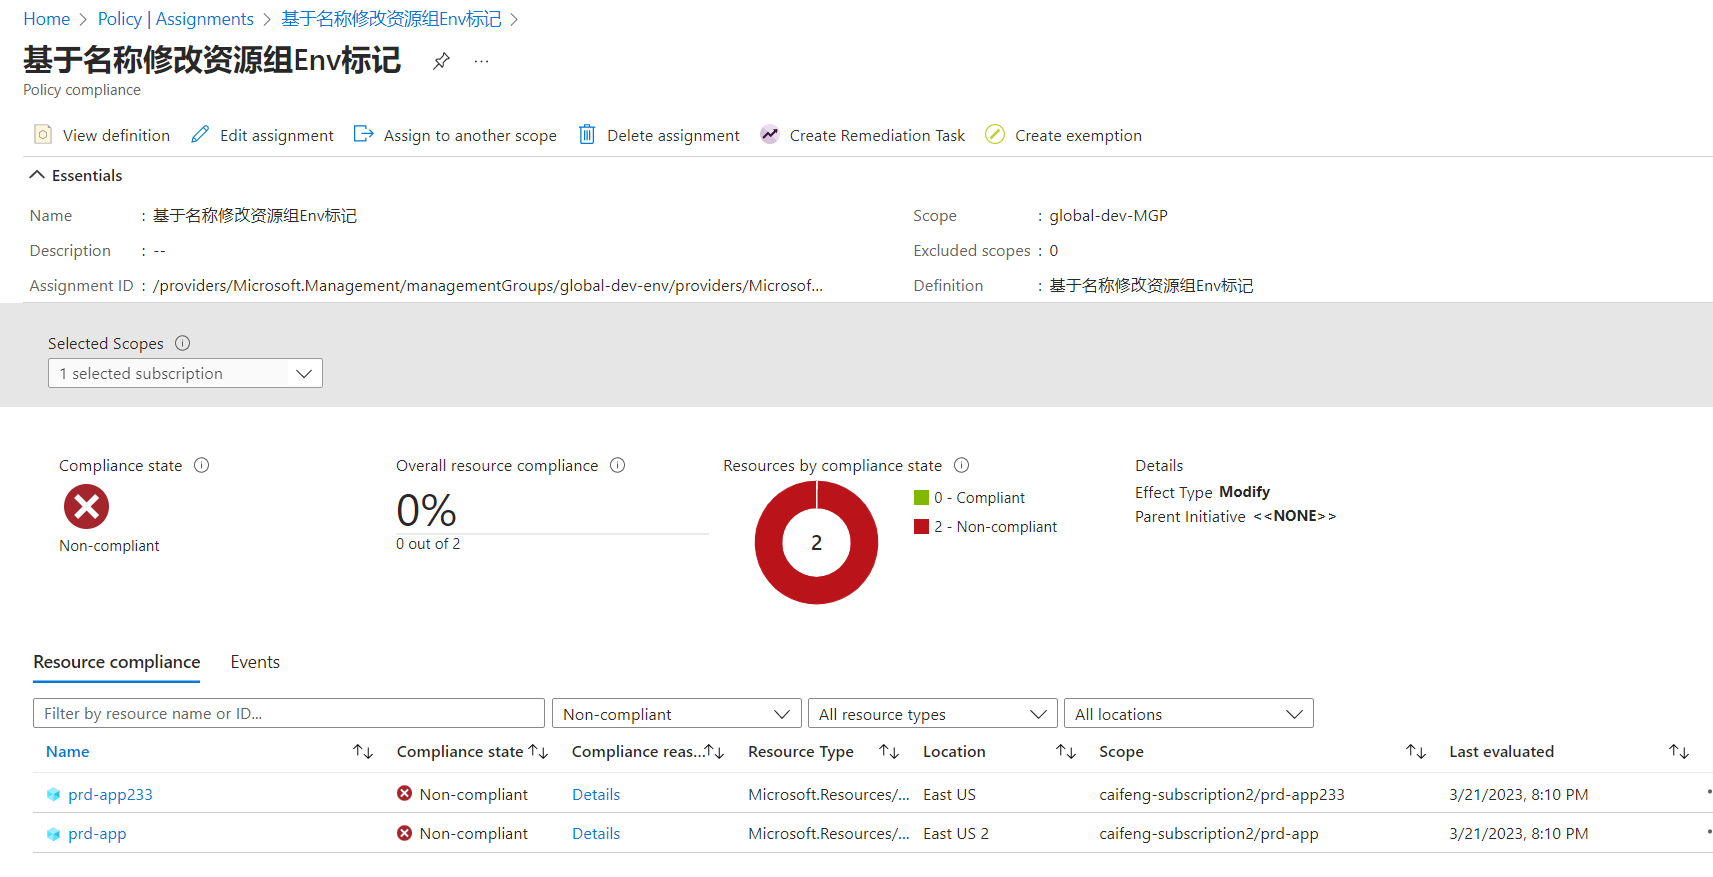 Home > Policy | Assignments > 基于名称修改资源组Env标记 >
基于名称修改资源组Env标记 ...
Policy compliance
View definition Edit assignment Assign to another scope Delete assignment Create Remediation Task Create exemption
Essentials
Name : 基于名称修改资源组Env标记 Scope : global-dev-MGP
Description : -- Excluded scopes : 0
Assignment ID : /providers/Microsoft.Management/managementGroups/global-dev-env/providers/Microsof... Definition : 基于名称修改资源组Env标记
Selected Scopes
1 selected subscription
Compliance state Overall resource compliance Resources by compliance state Details
0% 0 - Compliant Effect Type Modify
2 2 - Non-compliant Parent Initiative <<NONE>>
Non-compliant 0 out of 2
Resource compliance Events
Filter by resource name or ID... Non-compliant All resource types All locations
Name Compliance state Compliance reas... Resource Type Location Scope Last evaluated
prd-app233 Non-compliant Details Microsoft.Resources/... East US caifeng-subscription2/prd-app233 3/21/2023, 8:10 PM
prd-app Non-compliant Details Microsoft.Resources/... East US 2 caifeng-subscription2/prd-app 3/21/2023, 8:10 PM